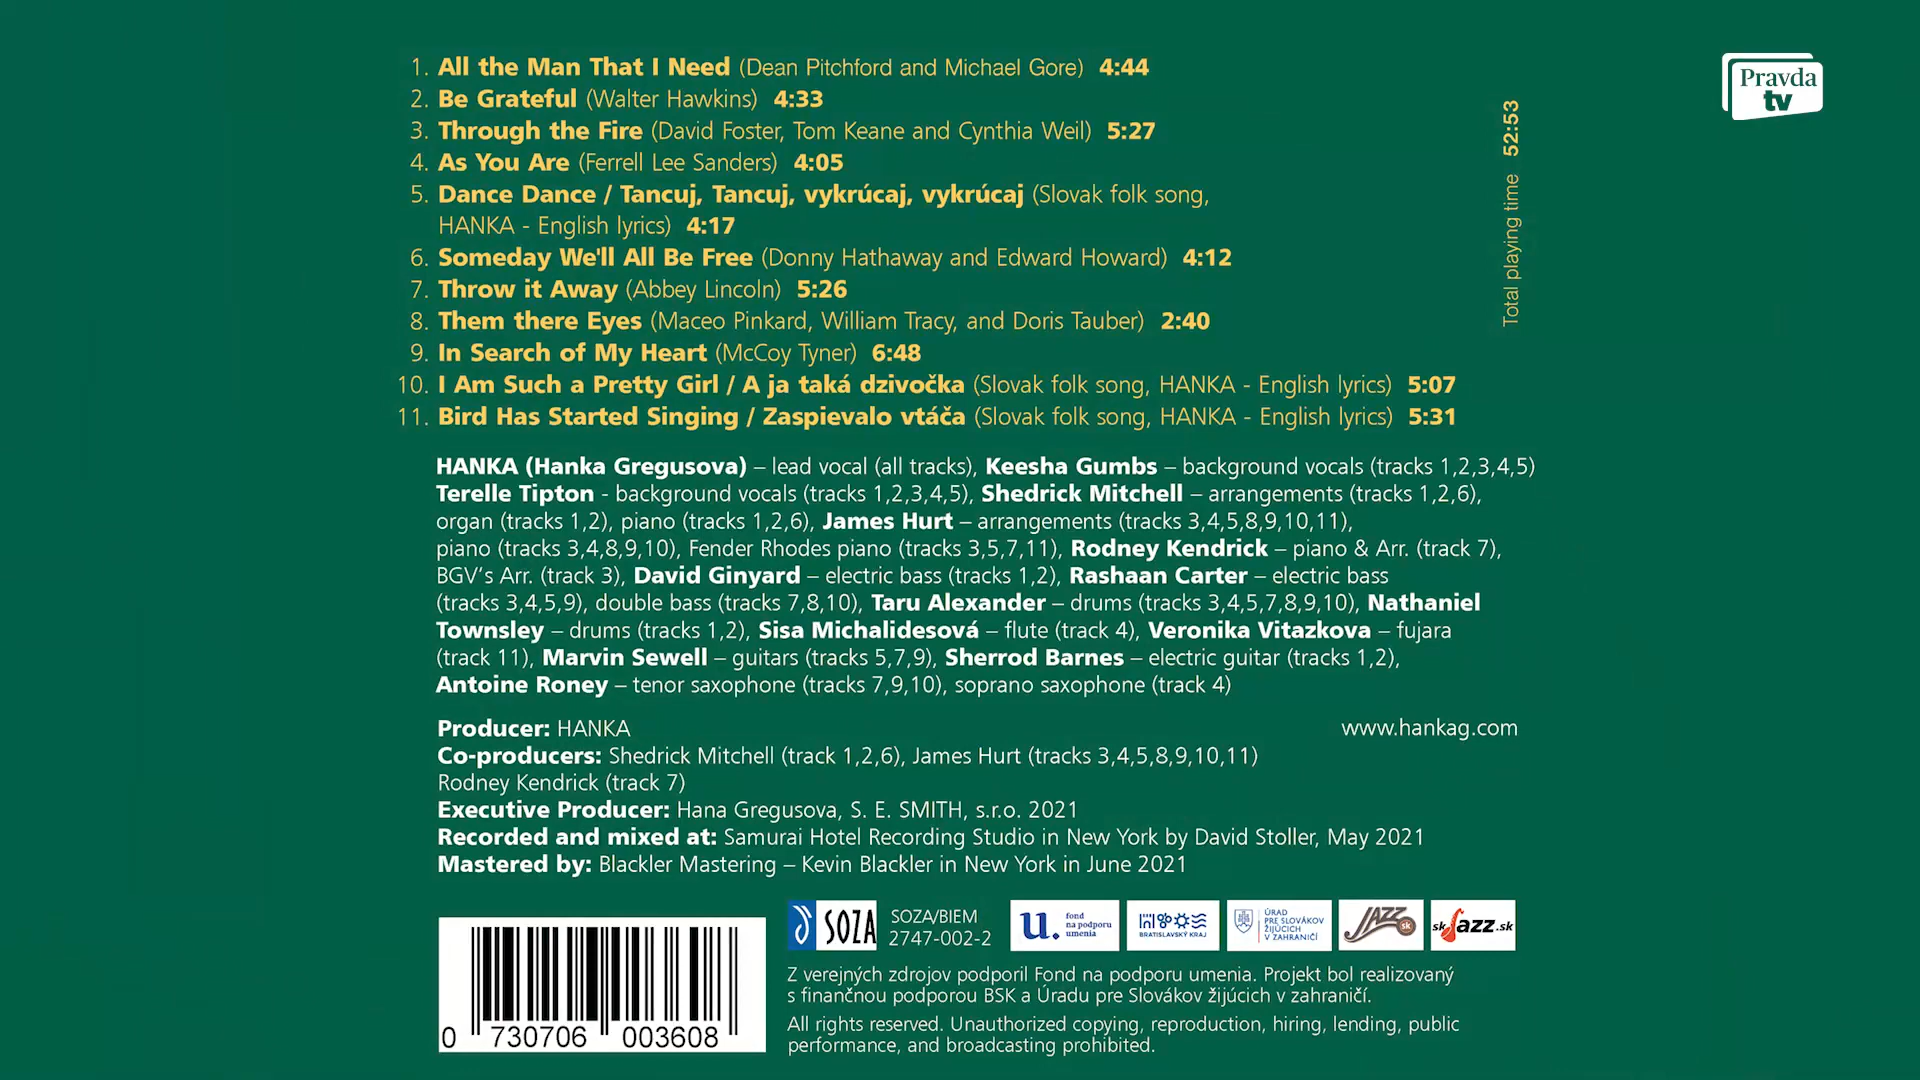 1. All the Man That I Need (Dean Pitchford and Michael Gore) 4:44
2. Be Grateful (Walter Hawkins) 4:33
3. Through the Fire (David Foster, Tom Keane and Cynthia Weil) 5:27
4. As You Are (Ferrell Lee Sanders) 4:05
5. Dance Dance / Tancuj, Tancuj, vykrúcaj, vykrúcaj (Slovak folk song,
HANKA - English lyrics) 4:17
6. Someday We'll All Be Free (Donny Hathaway and Edward Howard) 4:12
7. Throw it Away (Abbey Lincoln) 5:26
8. Them there Eyes (Maceo Pinkard, William Tracy, and Doris Tauber) 2:40
9. In Search of My Heart (McCoy Tyner) 6:48
10. I Am Such a Pretty Girl / A ja taká dzivočka (Slovak folk song, HANKA - English lyrics) 5:07
11. Bird Has Started Singing / Zaspievalo vtáča (Slovak folk song, HANKA - English lyrics) 5:31
Total playing time 52:53
Pravda
tv
HANKA (Hanka Gregusova) – lead vocal (all tracks), Keesha Gumbs – background vocals (tracks 1,2,3,4,5)
Terelle Tipton - background vocals (tracks 1,2,3,4,5), Shedrick Mitchell – arrangements (tracks 1,2,6),
organ (tracks 1,2), piano (tracks 1,2,6), James Hurt – arrangements (tracks 3,4,5,8,9,10,11),
piano (tracks 3,4,8,9,10), Fender Rhodes piano (tracks 3,5,7,11), Rodney Kendrick – piano & Arr. (track 7),
BGV's Arr. (track 3), David Ginyard – electric bass (tracks 1,2), Rashaan Carter – electric bass
(tracks 3,4,5,9), double bass (tracks 7,8,10), Taru Alexander – drums (tracks 3,4,5,7,8,9,10), Nathaniel
Townsley – drums (tracks 1,2), Sisa Michalidesová – flute (track 4), Veronika Vitazkova – fujara
(track 11), Marvin Sewell – guitars (tracks 5,7,9), Sherrod Barnes – electric guitar (tracks 1,2),
Antoine Roney – tenor saxophone (tracks 7,9,10), soprano saxophone (track 4)
Producer: HANKA
www.hankag.com
Co-producers: Shedrick Mitchell (track 1,2,6), James Hurt (tracks 3,4,5,8,9,10,11)
Rodney Kendrick (track 7)
Executive Producer: Hana Gregusova, S. E. SMITH, s.r.o. 2021
Recorded and mixed at: Samurai Hotel Recording Studio in New York by David Stoller, May 2021
Mastered by: Blackler Mastering – Kevin Blackler in New York in June 2021
0 730706 003608
SOZA
SOZA/BIEM
2747-002-2
u. fond
na podporu
umenia
BRATISLAVSKÝ KRAJ
ÚRAD
PRE SLOVÁKOV
ŽIJÚCICH
V ZAHRANIČÍ
JAZZ sk
skJazz.sk
Z verejných zdrojov podporil Fond na podporu umenia. Projekt bol realizovaný
s finančnou podporou BSK a Úradu pre Slovákov žijúcich v zahraničí.
All rights reserved. Unauthorized copying, reproduction, hiring, lending, public
performance, and broadcasting prohibited.